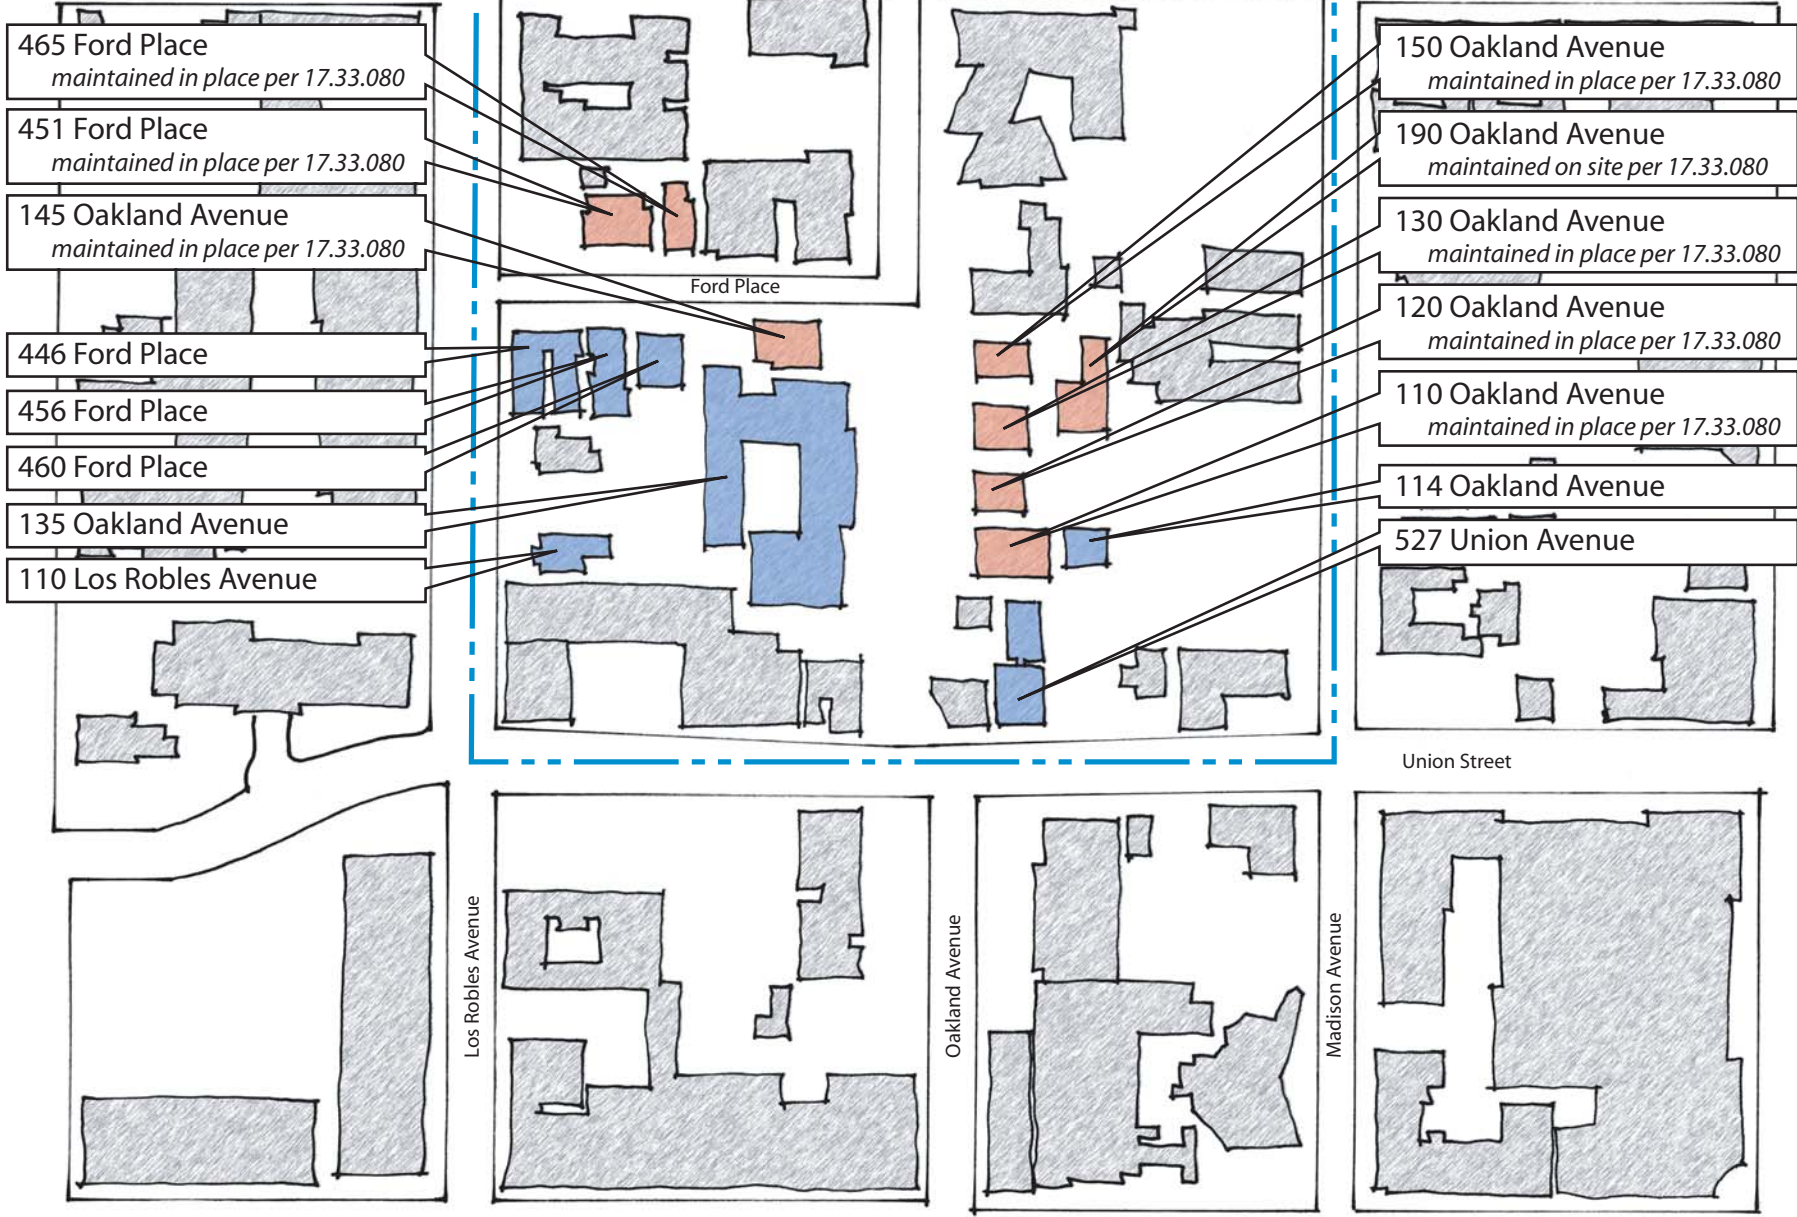 465 Ford Place
maintained in place per 17.33.080
451 Ford Place
maintained in place per 17.33.080
145 Oakland Avenue
maintained in place per 17.33.080
446 Ford Place
456 Ford Place
460 Ford Place
135 Oakland Avenue
110 Los Robles Avenue
Ford Place
150 Oakland Avenue
maintained in place per 17.33.080
190 Oakland Avenue
maintained on site per 17.33.080
130 Oakland Avenue
maintained in place per 17.33.080
120 Oakland Avenue
maintained in place per 17.33.080
110 Oakland Avenue
maintained in place per 17.33.080
114 Oakland Avenue
527 Union Avenue
Union Street
Los Robles Avenue
Oakland Avenue
Madison Avenue